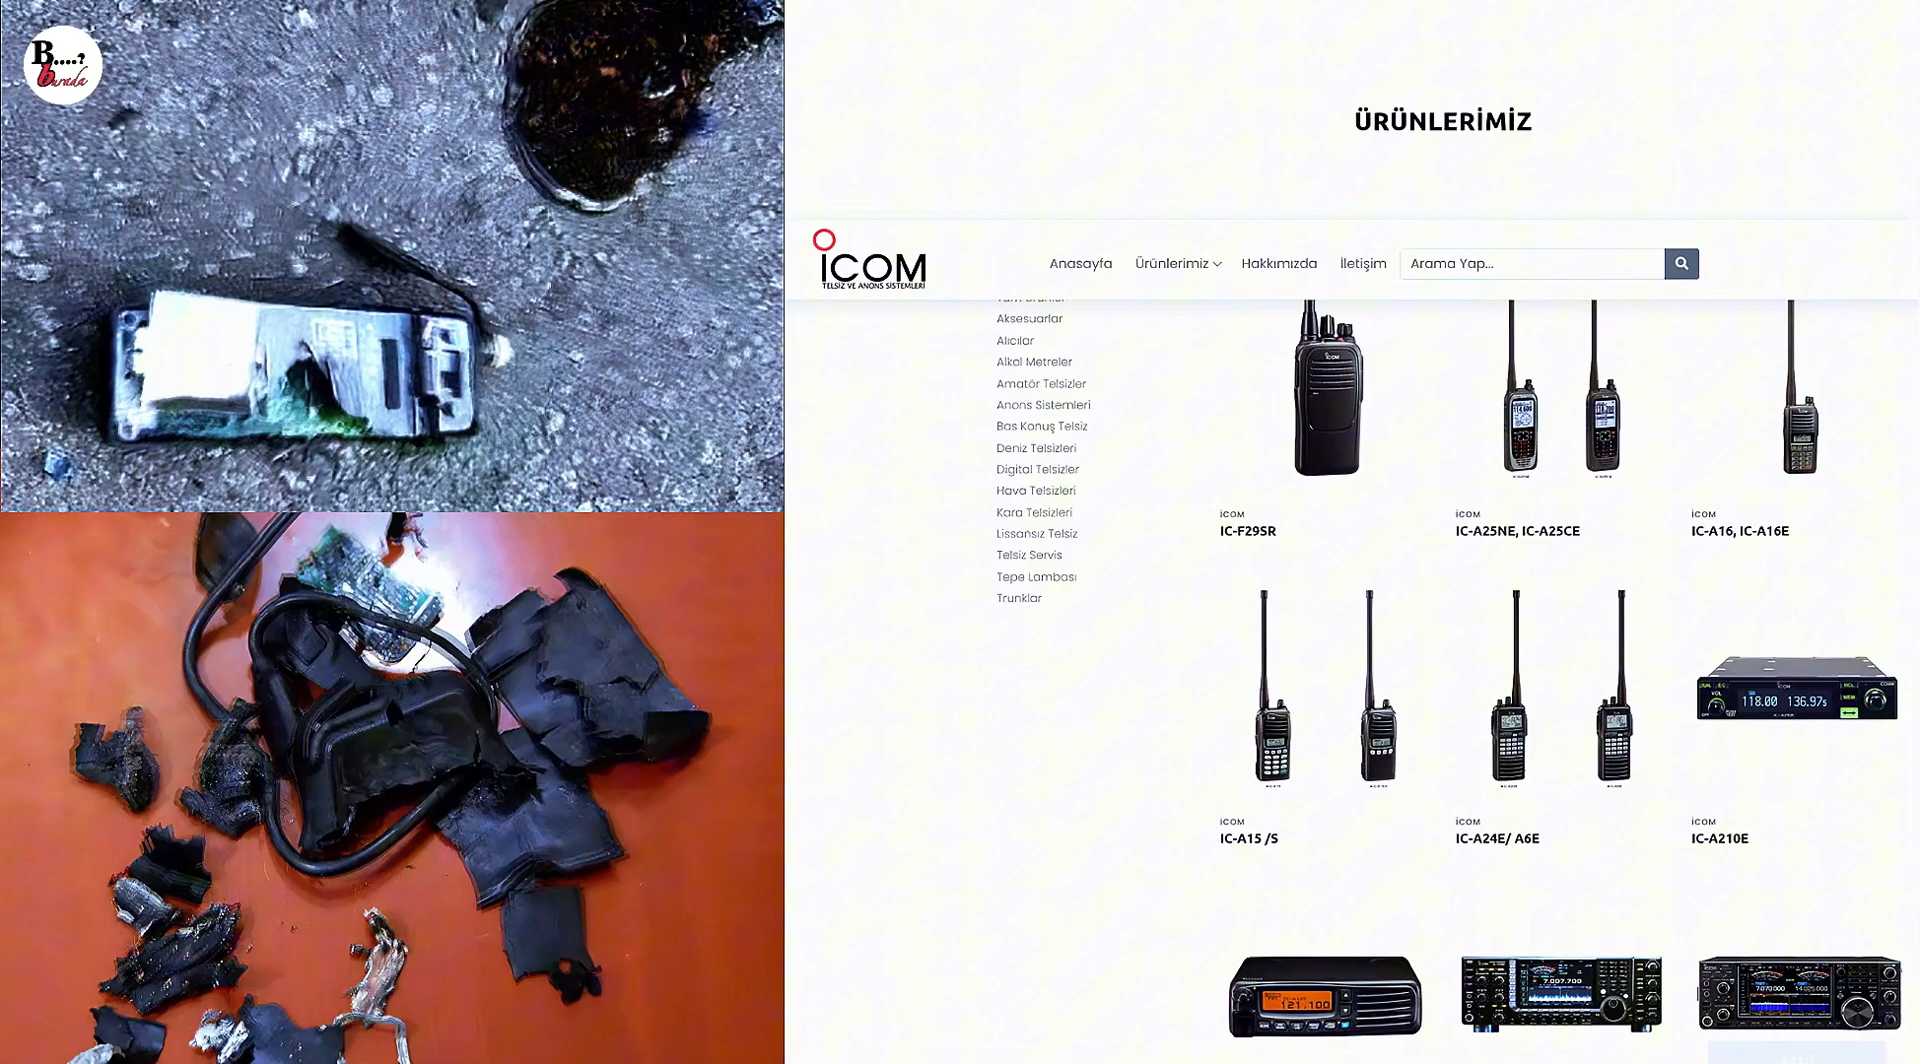 B....?
burada
ÜRÜNLERİMİZ
iCOM
TELSİZ VE ANONS SİSTEMLERİ
Anasayfa
Ürünlerimiz
Hakkımızda
İletişim
Arama Yap...
Aksesuarlar
Alıcılar
Alkol Metreler
Amatör Telsizler
Anons Sistemleri
Bas Konuş Telsiz
Deniz Telsizleri
Digital Telsizler
Hava Telsizleri
Kara Telsizleri
Lissansız Telsiz
Telsiz Servis
Tepe Lambası
Trunklar
İCOM
IC-F29SR
İCOM
IC-A25NE, IC-A25CE
İCOM
IC-A16, IC-A16E
İCOM
IC-A15 /S
İCOM
IC-A24E/ A6E
118.00 136.97s
İCOM
IC-A210E
121.100
7.007.700